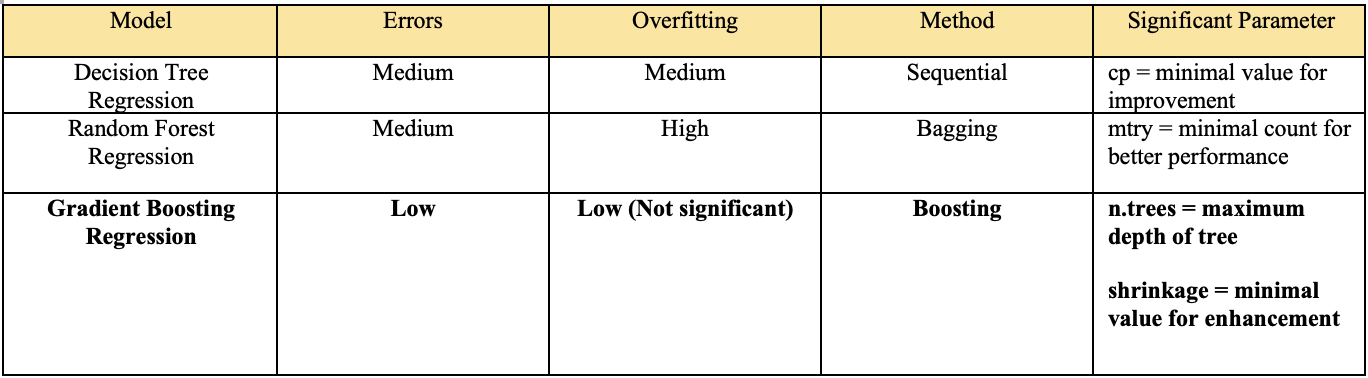 Model Errors Overfitting Method Significant Parameter
Decision Tree
Regression
Medium
Medium
Sequential
cp = minimal value for
improvement
Random Forest
Regression
Medium
High
Bagging
mtry = minimal count for
better performance
Gradient Boosting
Regression
Low
Low (Not significant)
Boosting
n.trees = maximum
depth of tree
shrinkage = minimal
value for enhancement